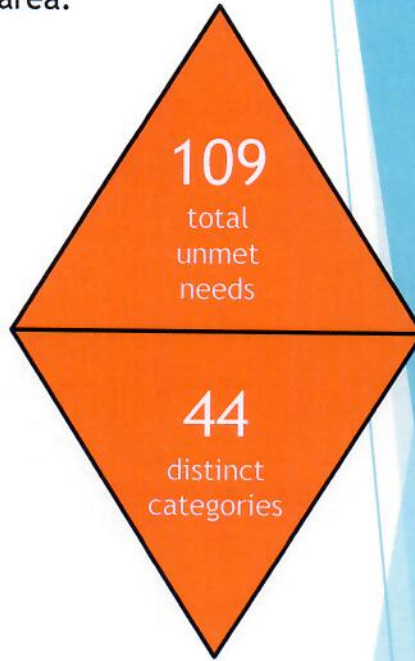 area.
109
total
unmet
needs
44
distinct
categories